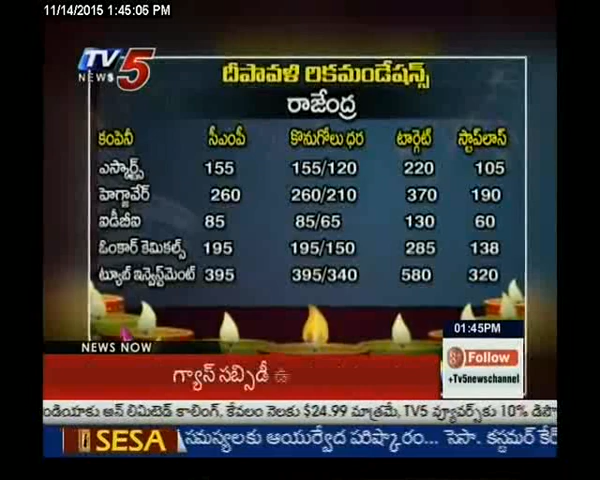 11/14/2015 1:45:06 PM
TV5
NEWS
దీపావళి రికమండేషన్స్
రాజేంద్ర
కంపెనీ సీఎంపీ కొనుగోలు ధర టార్గెట్ స్టాప్‌లాస్
ఎస్కార్ట్స్ 155 155/120 220 105
హెగ్జావేర్ 260 260/210 370 190
ఐడీబీఐ 85 85/65 130 60
ఓంకార్ కెమికల్స్ 195 195/150 285 138
ట్యూబ్ ఇన్వెస్ట్‌మెంట్ 395 395/340 580 320
01:45PM
NEWS NOW
g+ Follow
+Tv5newschannel
గ్యాస్ సబ్సిడీ
ండియాకు అన్ లిమిటెడ్ కాలింగ్, కేవలం నెలకు $24.99 మాత్రమే, TV5 వ్యూవర్స్‌కు 10% డిస్కౌ
SESA సమస్యలకు ఆయుర్వేద పరిష్కారం... సెసా. కస్టమర్ కేర్